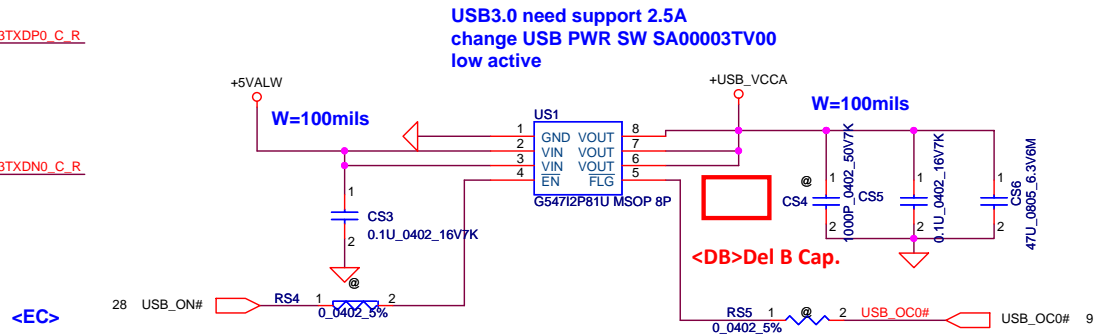 USB3.0 need support 2.5A
change USB PWR SW SA00003TV00
low active
3TXDP0_C_R
+5VALW
+USB_VCCA
W=100mils
W=100mils
US1
1 GND VOUT 8
2 VIN VOUT 7
3 VIN VOUT 6
4 EN FLG 5
G547I2P81U MSOP 8P
3TXDN0_C_R
1
CS3
0.1U_0402_16V7K
2
@
1
CS4
2
1000P_0402_50V7K
1
CS5
2
0.1U_0402_16V7K
1
CS6
2
47U_0805_6.3V6M
<DB>Del B Cap.
@
<EC>
28 USB_ON#
RS4 1 2
0_0402_5%
RS5 1 @ 2 USB_OC0#
0_0402_5%
USB_OC0# 9